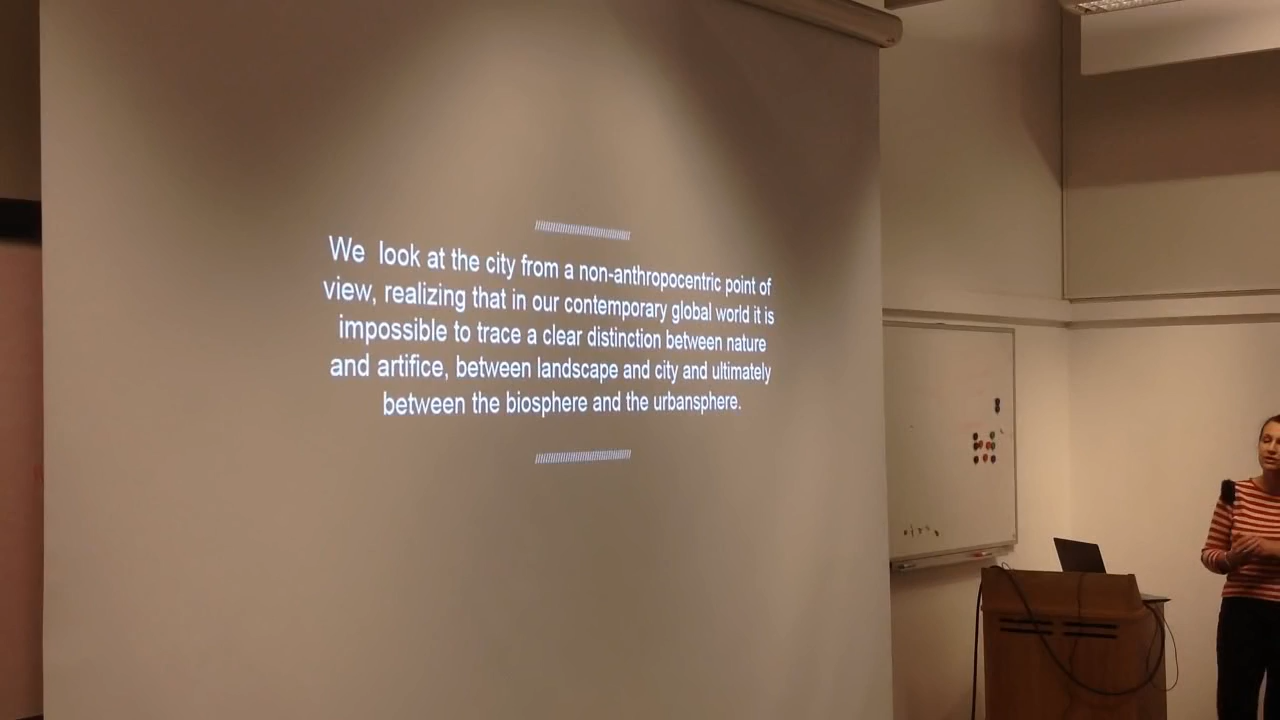 We look at the city from a non-anthropocentric point of
view, realizing that in our contemporary global world it is
impossible to trace a clear distinction between nature
and artifice, between landscape and city and ultimately
between the biosphere and the urbansphere.